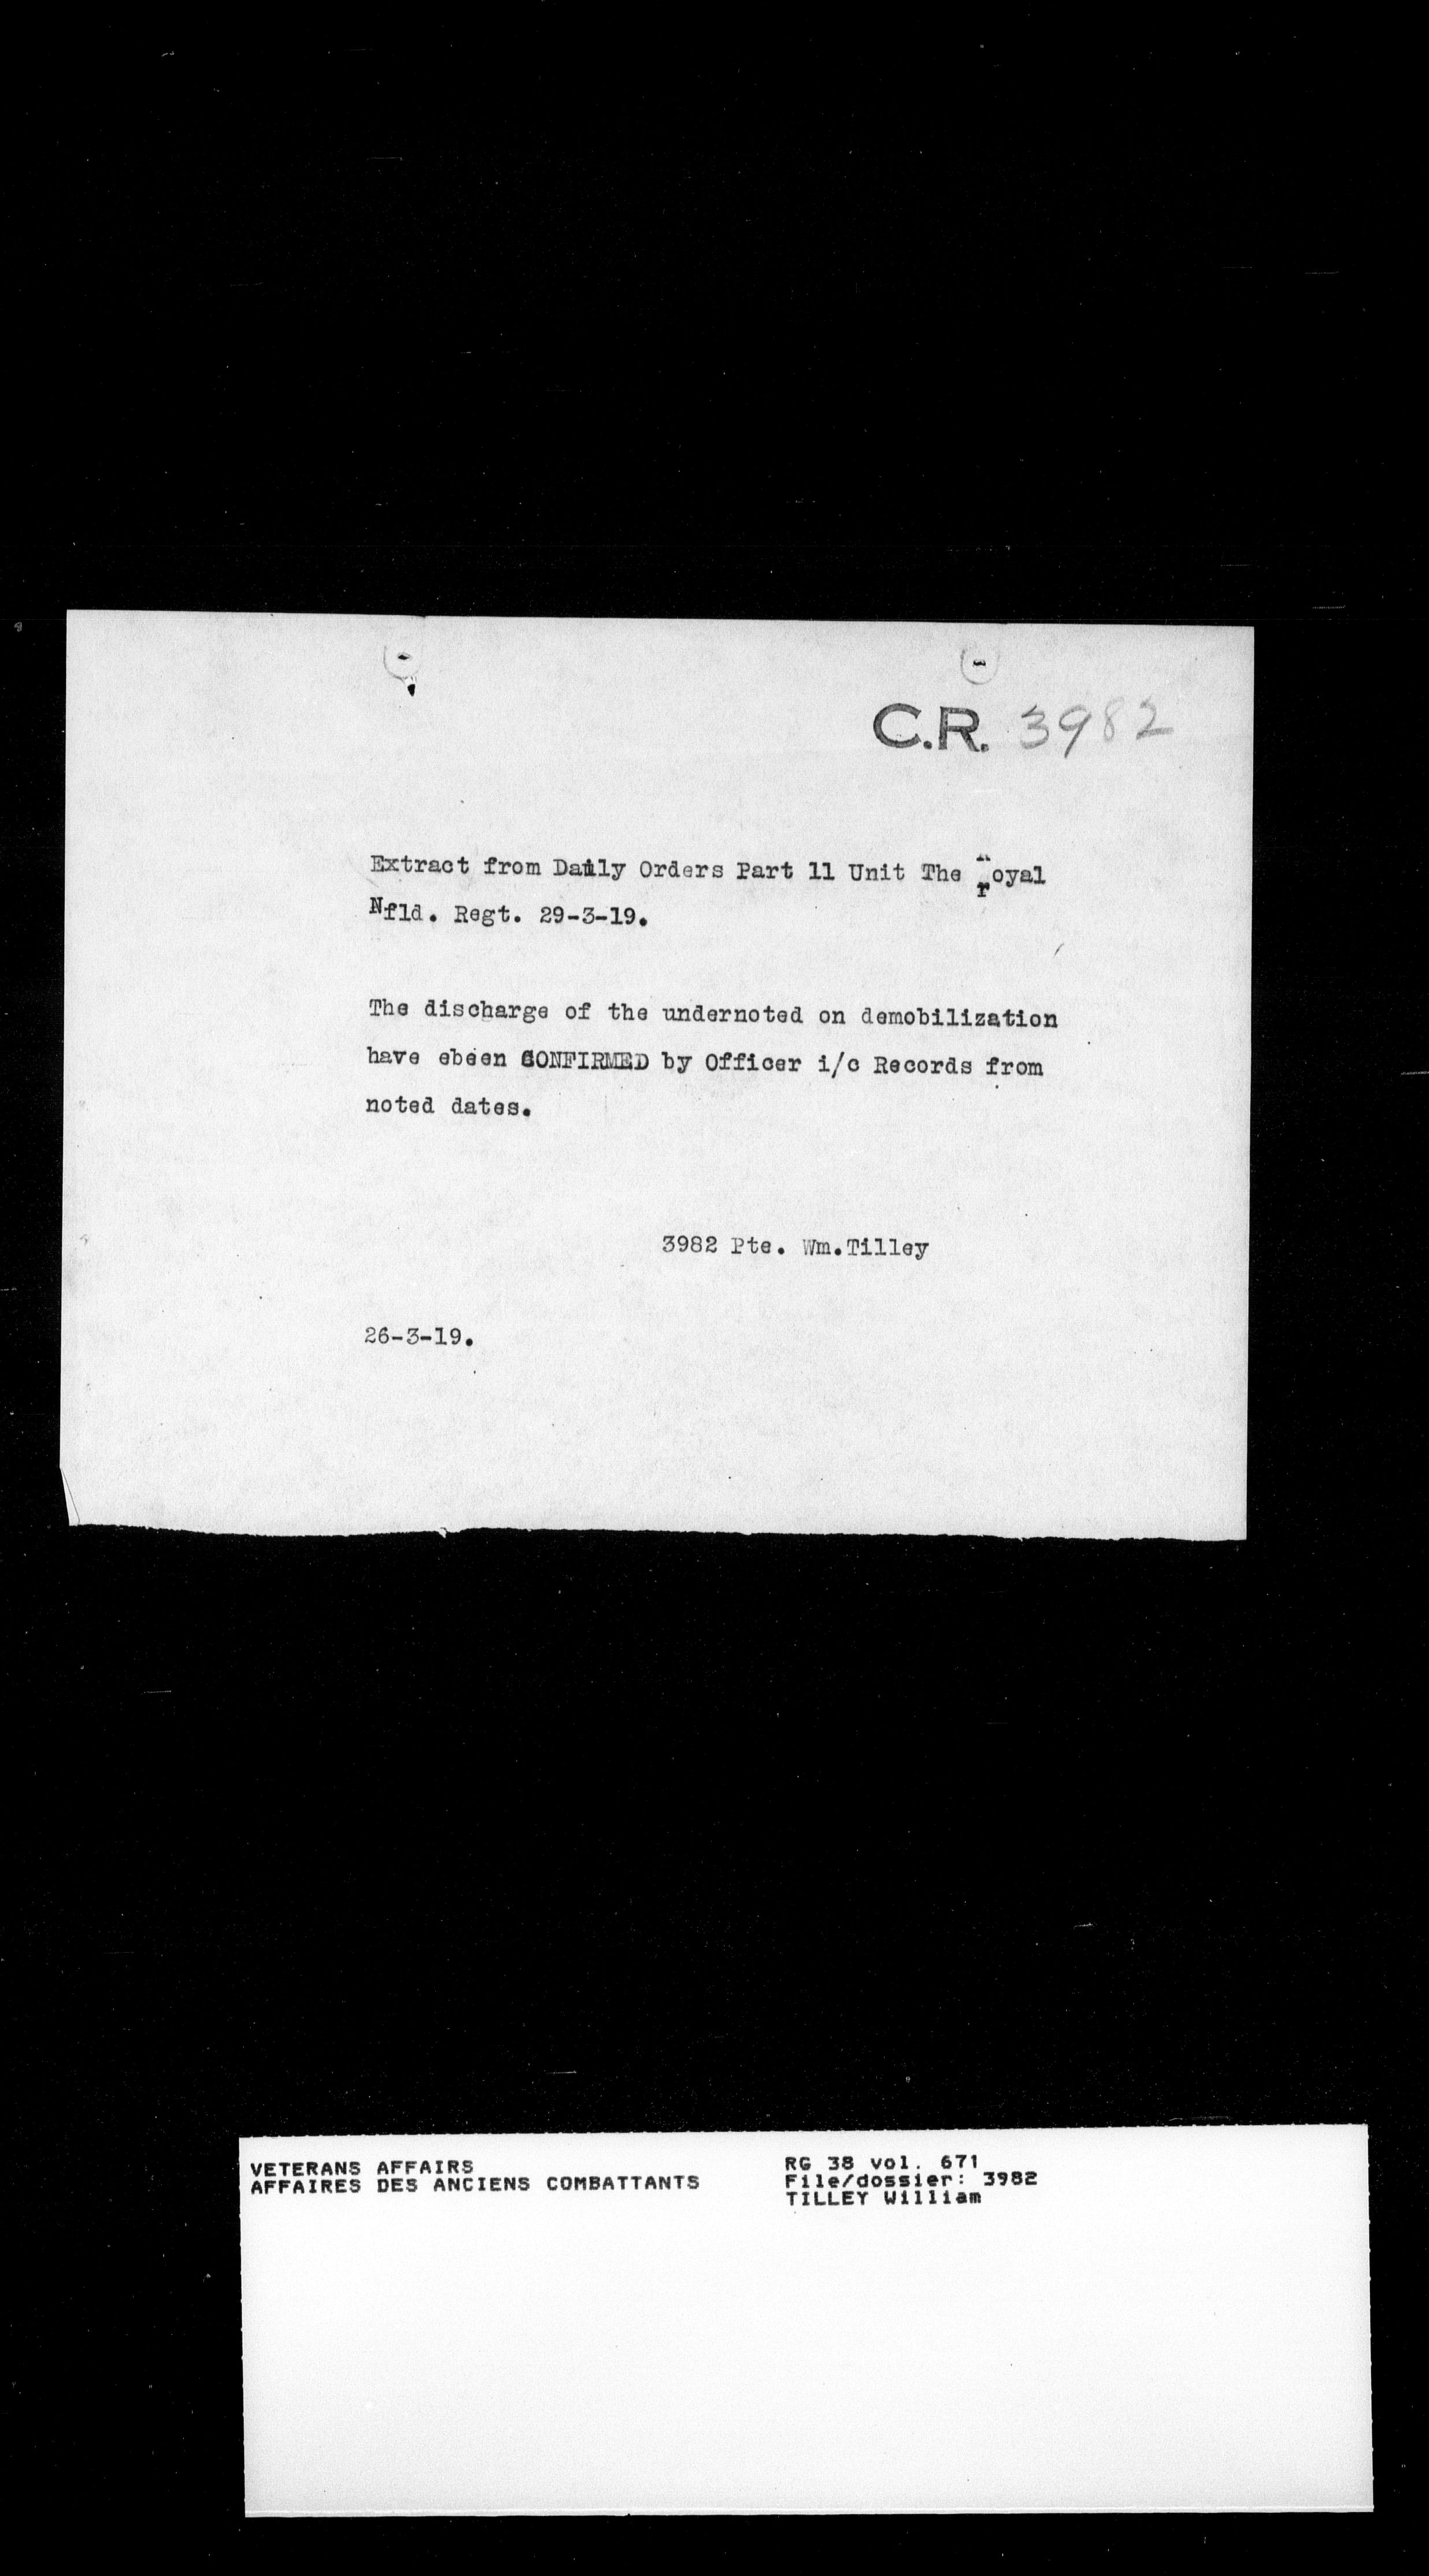 C.R. 3982
Extract from Daily Orders Part 11 Unit The Royal
Nfld. Regt. 29-3-19.
The discharge of the undernoted on demobilization
have ebeen CONFIRMED by Officer i/c Records from
noted dates.
3982 Pte. Wm.Tilley
26-3-19.
VETERANS AFFAIRS
AFFAIRES DES ANCIENS COMBATTANTS
RG 38 vol. 671
File/dossier: 3982
TILLEY William